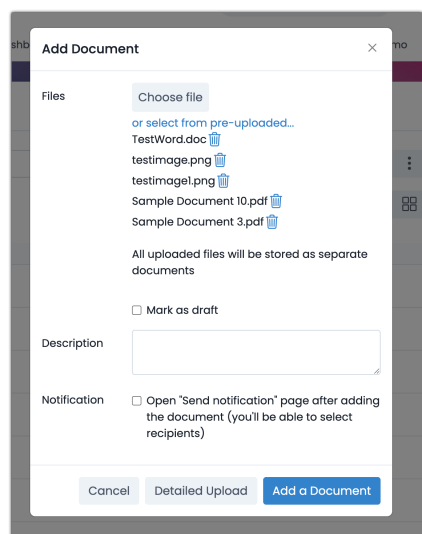 shb
mo
Add Document
Files
Choose file
or select from pre-uploaded...
TestWord.doc
testimage.png
testimage1.png
Sample Document 10.pdf
Sample Document 3.pdf
All uploaded files will be stored as separate
documents
Mark as draft
Description
Notification
Open "Send notification" page after adding
the document (you'll be able to select
recipients)
Cancel
Detailed Upload
Add a Document